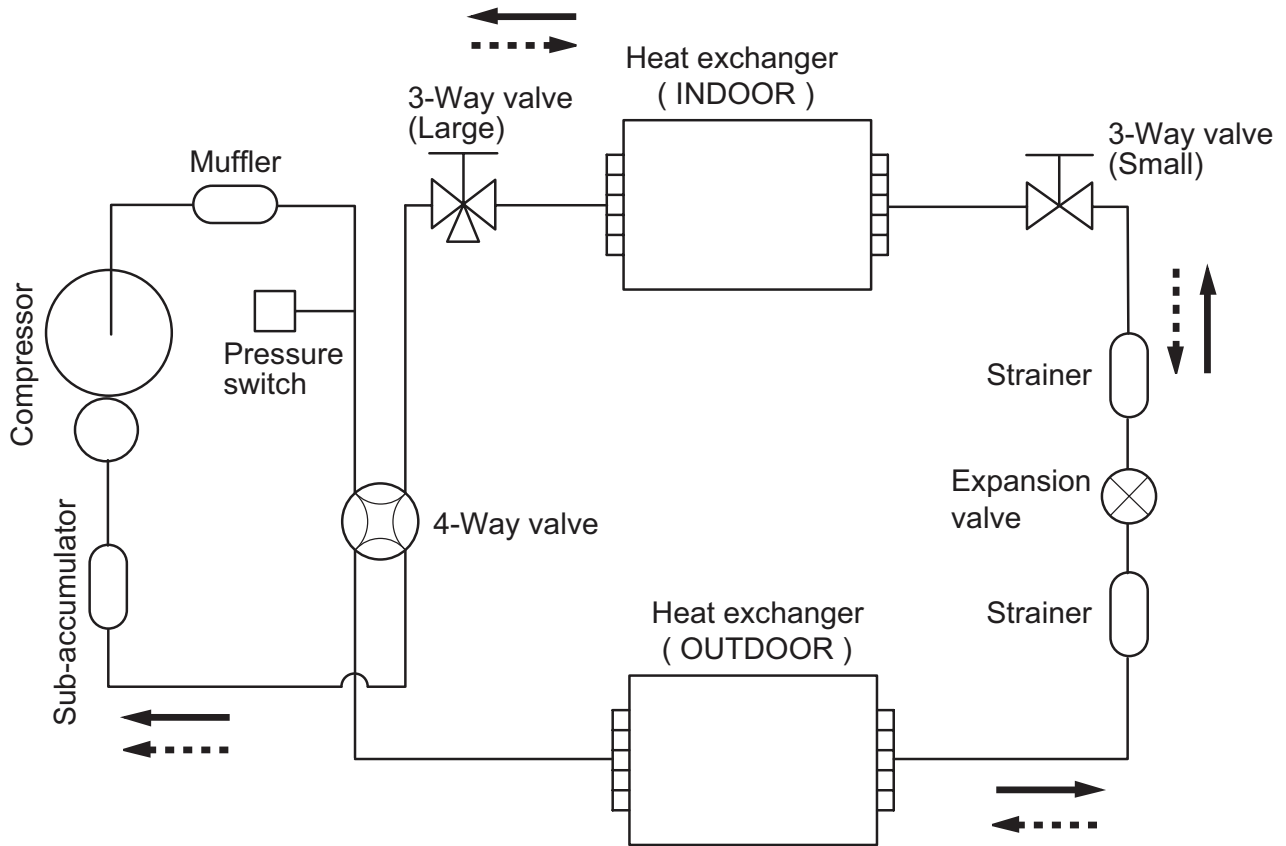 Heat exchanger
( INDOOR )
3-Way valve
(Large)
3-Way valve
(Small)
Muffler
Compressor
Pressure
switch
Strainer
Expansion
valve
4-Way valve
Sub-accumulator
Strainer
Heat exchanger
( OUTDOOR )